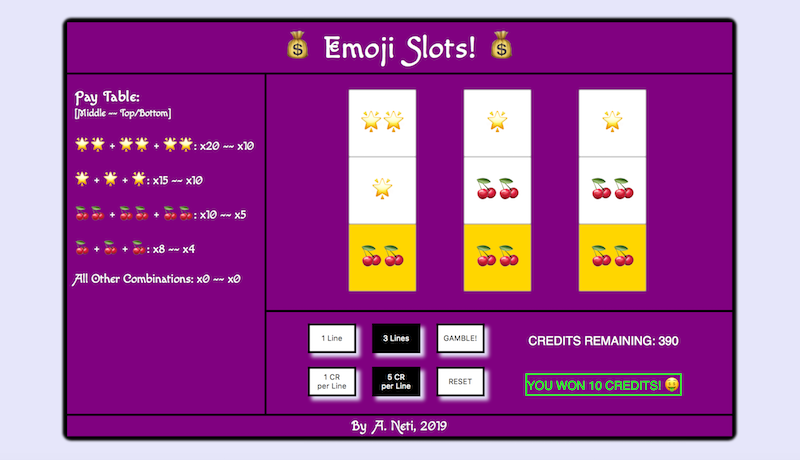 💰 Emoji Slots! 💰
Pay Table:
[Middle ~~ Top/Bottom]
🌟🌟 + 🌟🌟 + 🌟🌟: x20 ~~ x10
🌟 + 🌟 + 🌟: x15 ~~ x10
🍒🍒 + 🍒🍒 + 🍒🍒: x10 ~~ x5
🍒 + 🍒 + 🍒: x8 ~~ x4
All Other Combinations: x0 ~~ x0
🌟🌟 🌟 🌟
🌟 🍒🍒 🍒🍒
🍒🍒 🍒🍒 🍒🍒
1 Line
3 Lines
GAMBLE!
CREDITS REMAINING: 390
1 CR
per Line
5 CR
per Line
RESET
YOU WON 10 CREDITS! 🤑
By A. Neti, 2019